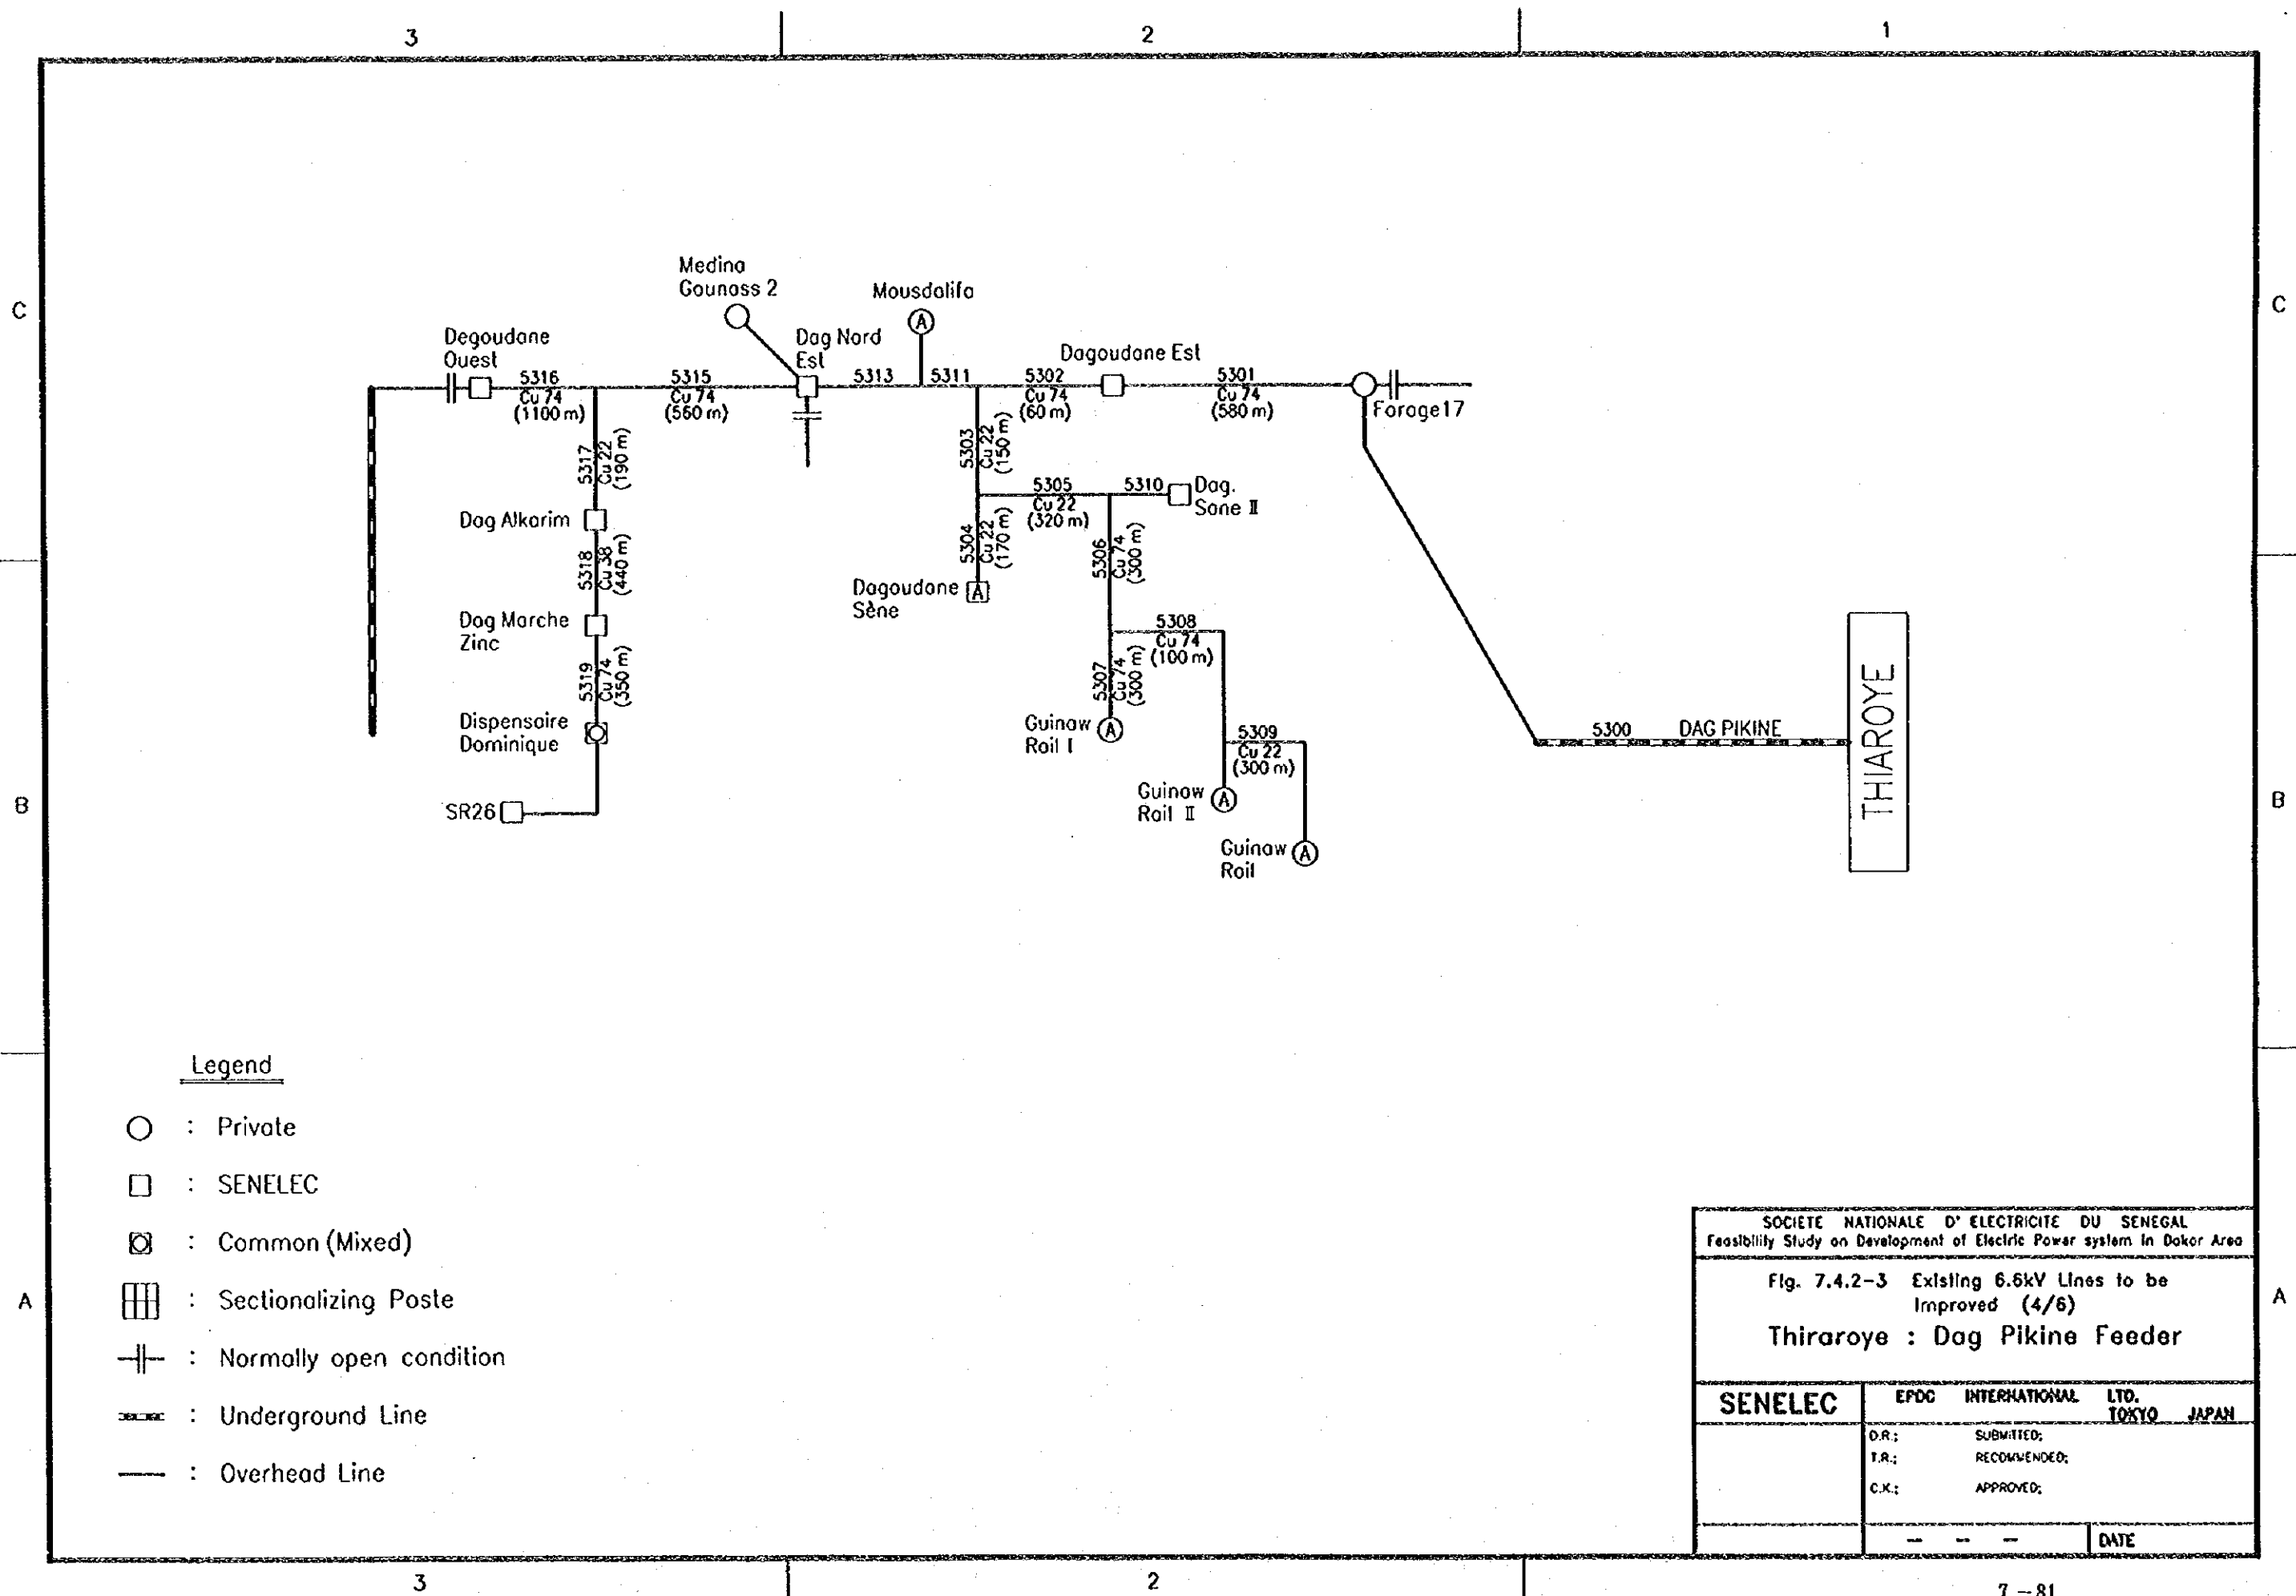 3
2
1
C
C
Medina
Gounass 2
Mousdalifa
Degoudane
Ouest
Dag Nord
Est
Dagoudane Est
5316
Cu 74
(1100 m)
5315
Cu 74
(560 m)
5313
5311
5302
Cu 74
(60 m)
5301
Cu 74
(580 m)
Forage17
A
5317
Cu 22
(190 m)
5303
Cu 22
(150 m)
5305
Cu 22
(320 m)
5310
Dag.
Sane II
Dag Alkarim
5304
Cu 22
(170 m)
5306
Cu 74
(300 m)
5318
Cu 38
(440 m)
Dagoudane
Sène
A
Dag Marche
Zinc
5308
Cu 74
(100 m)
5319
Cu 74
(350 m)
5307
Cu 74
(300 m)
Dispensaire
Dominique
Guinaw
Rail I
A
5309
Cu 22
(300 m)
5300
DAG PIKINE
THIAROYE
SR26
Guinaw
Rail II
A
Guinaw
Rail
A
B
B
Legend
: Private
: SENELEC
: Common (Mixed)
: Sectionalizing Poste
: Normally open condition
: Underground Line
: Overhead Line
A
A
SOCIETE NATIONALE D' ELECTRICITE DU SENEGAL
Feasibility Study on Development of Electric Power system in Dakar Area
Fig. 7.4.2-3 Existing 6.6kV Lines to be
Improved (4/6)
Thiraroye : Dag Pikine Feeder
SENELEC
EPDC INTERNATIONAL LTD.
TOKYO JAPAN
D.R.; SUBMITTED;
T.R.; RECOMMENDED;
C.K.; APPROVED;
– – –
DATE
3
2
7 - 81